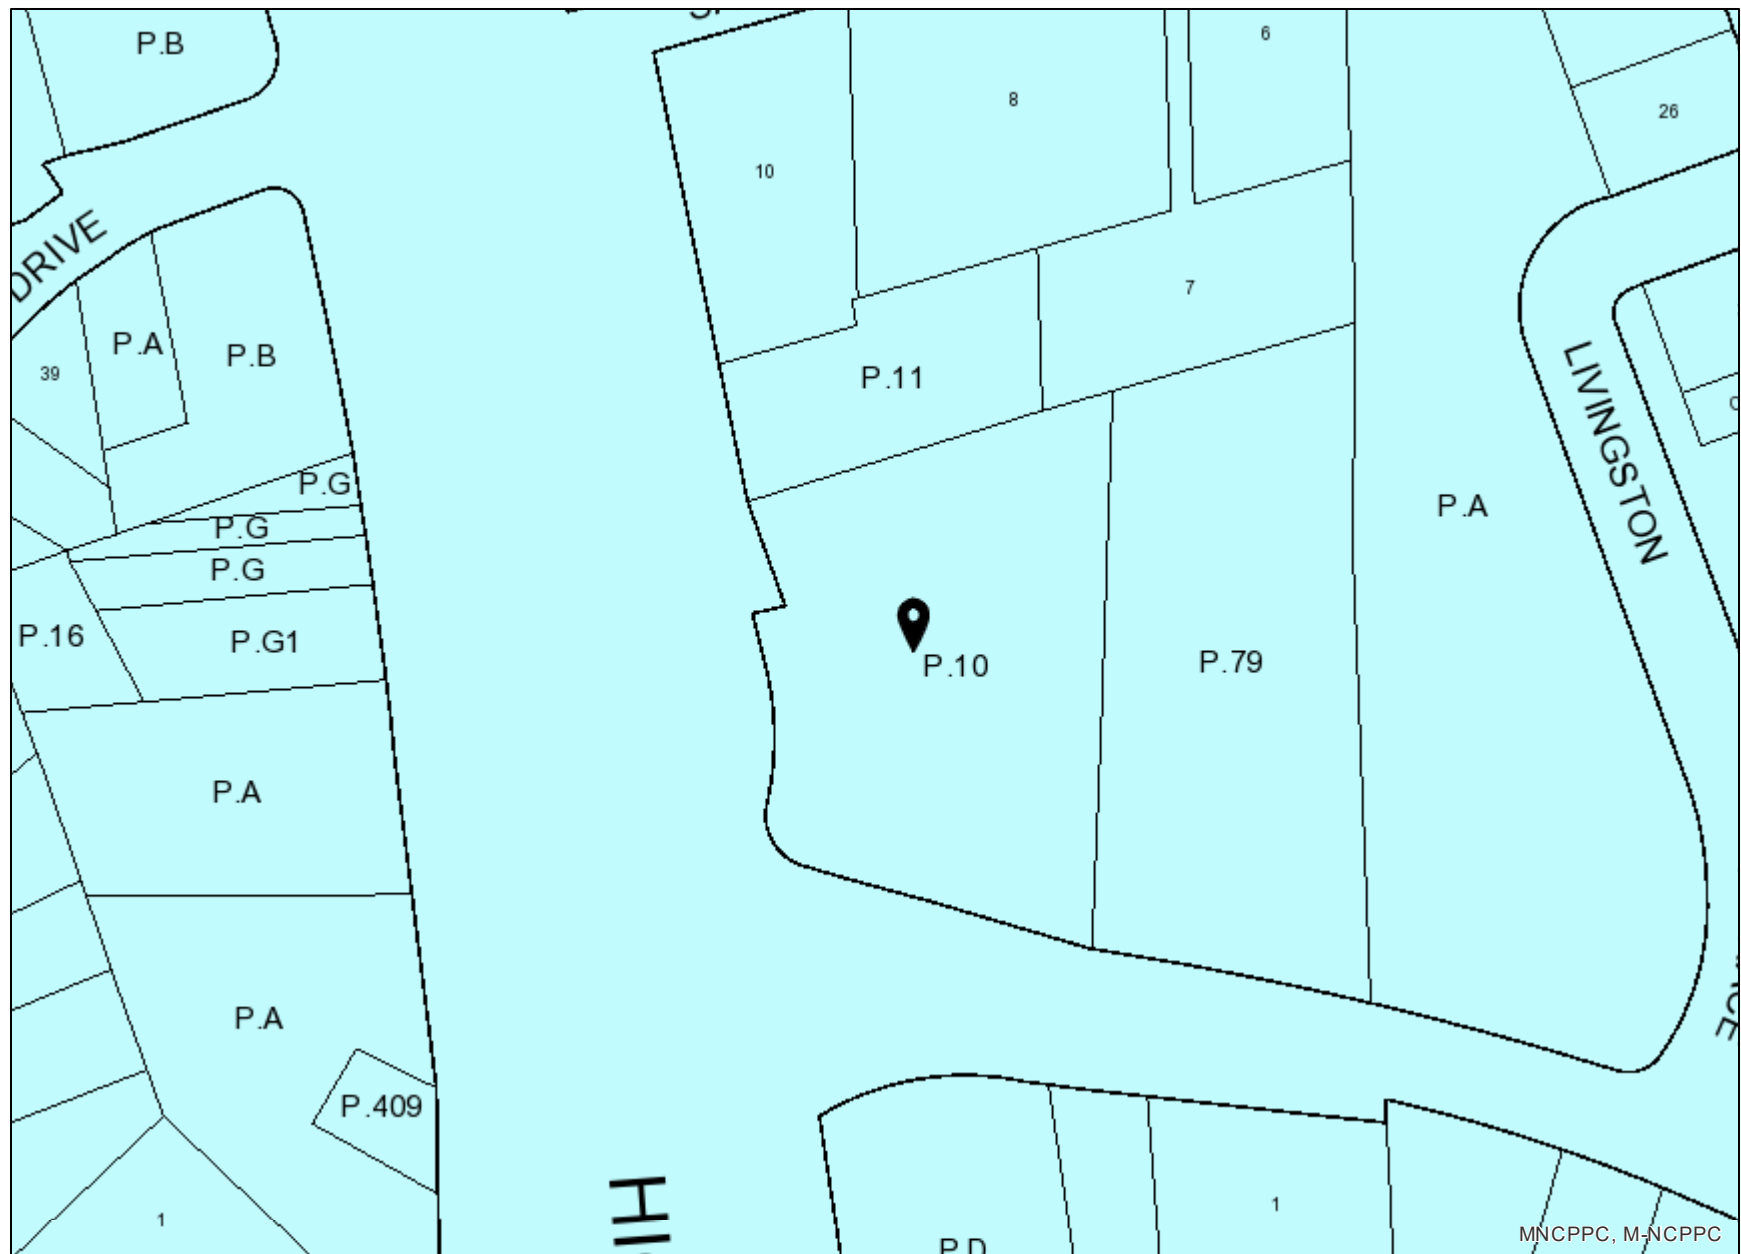 P.B
6
8
26
10
DRIVE
7
P.A
P.B
39
P.11
LIVINGSTON
P.G
P.A
P.G
P.G
P.16
P.G1
P.10
P.79
P.A
P.A
P.409
1
1
P.D
MNCPPC, M-NCPPC